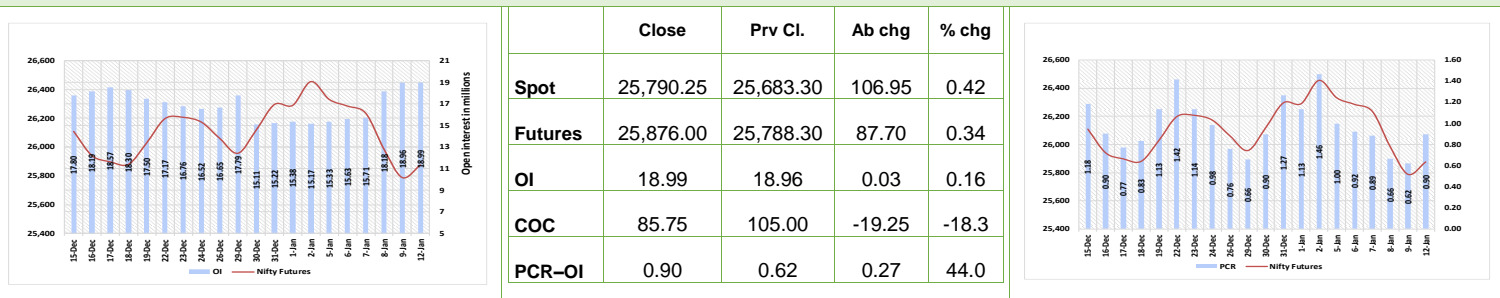 26,600
26,400
26,200
26,000
25,800
25,600
25,400
21
19
17
15
13
11
9
7
5
Open interest in millions
17.80
18.19
18.57
18.30
17.50
17.17
16.76
16.52
16.65
17.79
15.11
15.22
15.38
15.17
15.33
15.63
15.71
18.18
18.96
18.99
15-Dec
16-Dec
17-Dec
18-Dec
19-Dec
22-Dec
23-Dec
24-Dec
26-Dec
29-Dec
30-Dec
31-Dec
1-Jan
2-Jan
5-Jan
6-Jan
7-Jan
8-Jan
9-Jan
12-Jan
OI Nifty Futures
Close Prv Cl. Ab chg % chg
Spot 25,790.25 25,683.30 106.95 0.42
Futures 25,876.00 25,788.30 87.70 0.34
OI 18.99 18.96 0.03 0.16
COC 85.75 105.00 -19.25 -18.3
PCR–OI 0.90 0.62 0.27 44.0
26,600
26,400
26,200
26,000
25,800
25,600
25,400
1.60
1.40
1.20
1.00
0.80
0.60
0.40
0.20
0.00
1.18
0.90
0.77
0.83
1.13
1.42
1.14
0.98
0.76
0.66
0.90
1.27
1.13
1.46
1.00
0.92
0.89
0.66
0.62
0.90
15-Dec
16-Dec
17-Dec
18-Dec
19-Dec
22-Dec
23-Dec
24-Dec
26-Dec
29-Dec
30-Dec
31-Dec
1-Jan
2-Jan
5-Jan
6-Jan
7-Jan
8-Jan
9-Jan
12-Jan
PCR Nifty Futures